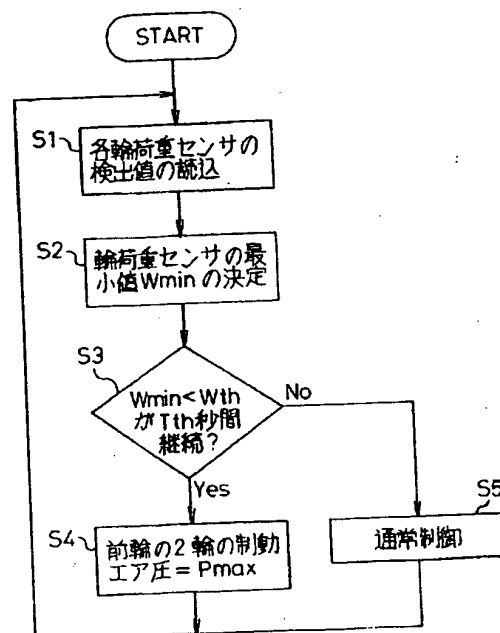 START
S1
各輪荷重センサの
検出値の読込
S2
輪荷重センサの最
小値Wminの決定
S3
Wmin<Wth
がTth秒間
継続?
No
Yes
S4
前輪の2輪の制動
エア圧=Pmax
S5
通常制御